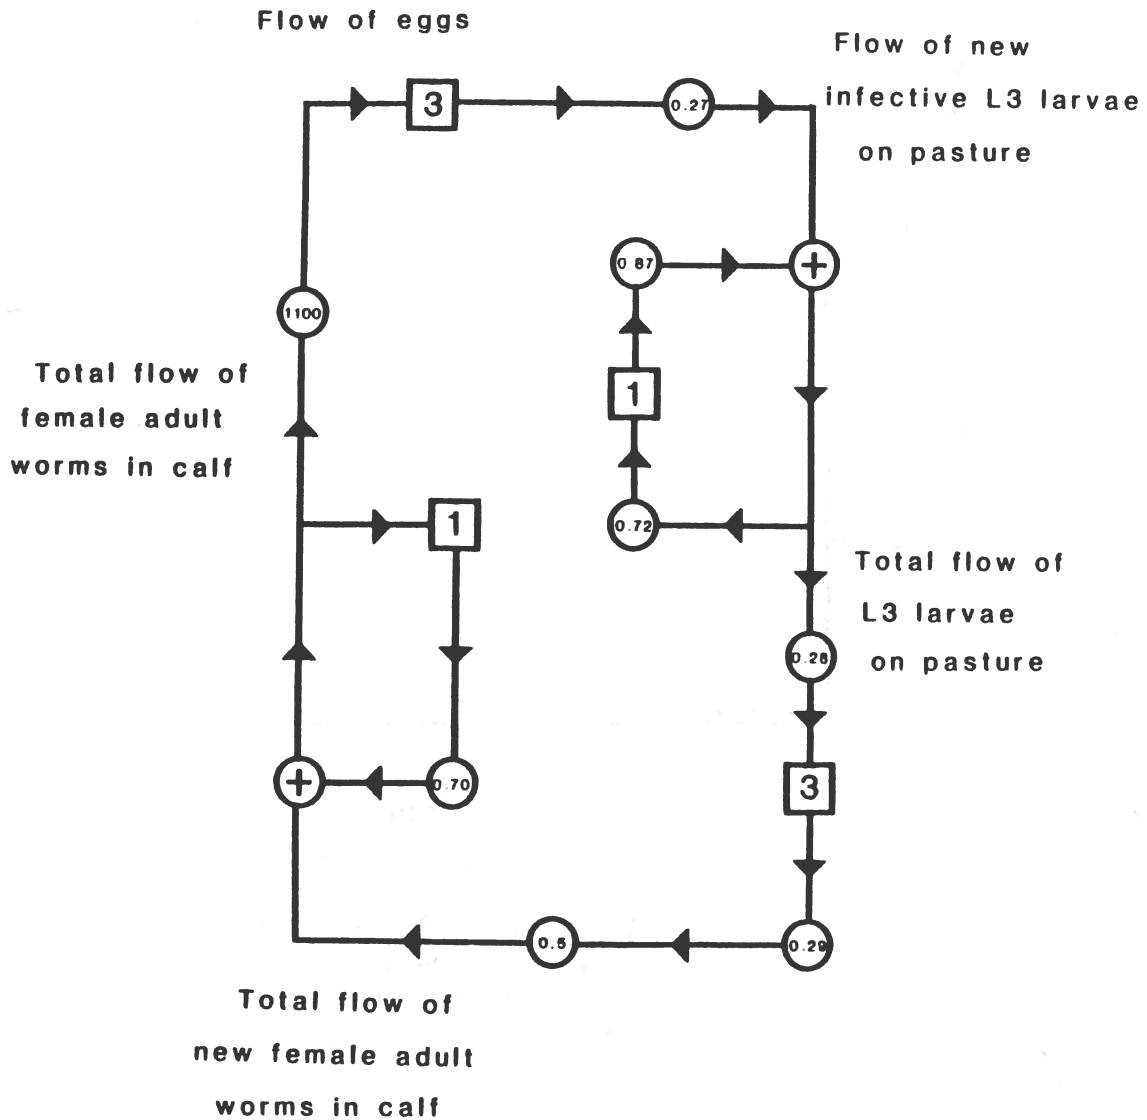 Flow of eggs
Flow of new
infective L3 larvae
on pasture
3
0.27
0.87
+
1100
1
Total flow of
female adult
worms in calf
1
0.72
Total flow of
L3 larvae
on pasture
0.28
+
0.70
3
0.5
0.29
Total flow of
new female adult
worms in calf